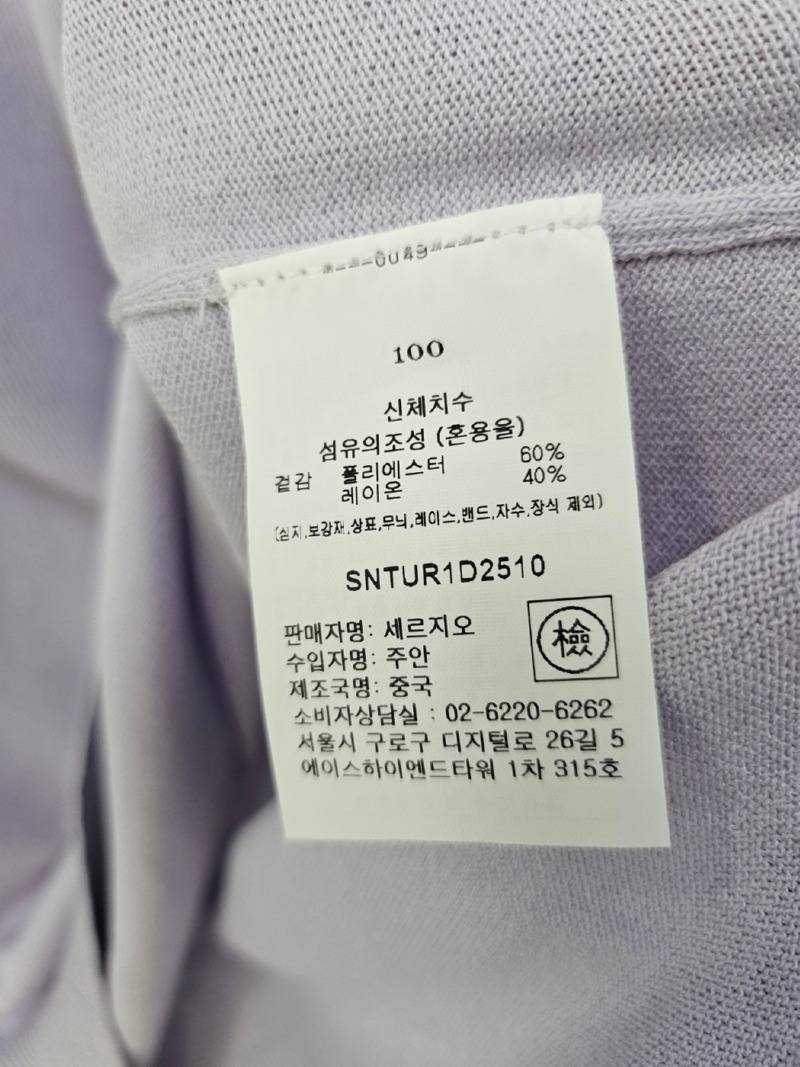 0049
100
신체치수
섬유의조성 (혼용율)
겉감 폴리에스터 60%
레이온 40%
(심지,보강재,상표,무늬,레이스,밴드,자수,장식 제외)
SNTUR1D2510
판매자명: 세르지오
檢
수입자명: 주안
제조국명: 중국
소비자상담실 : 02-6220-6262
서울시 구로구 디지털로 26길 5
에이스하이엔드타워 1차 315호